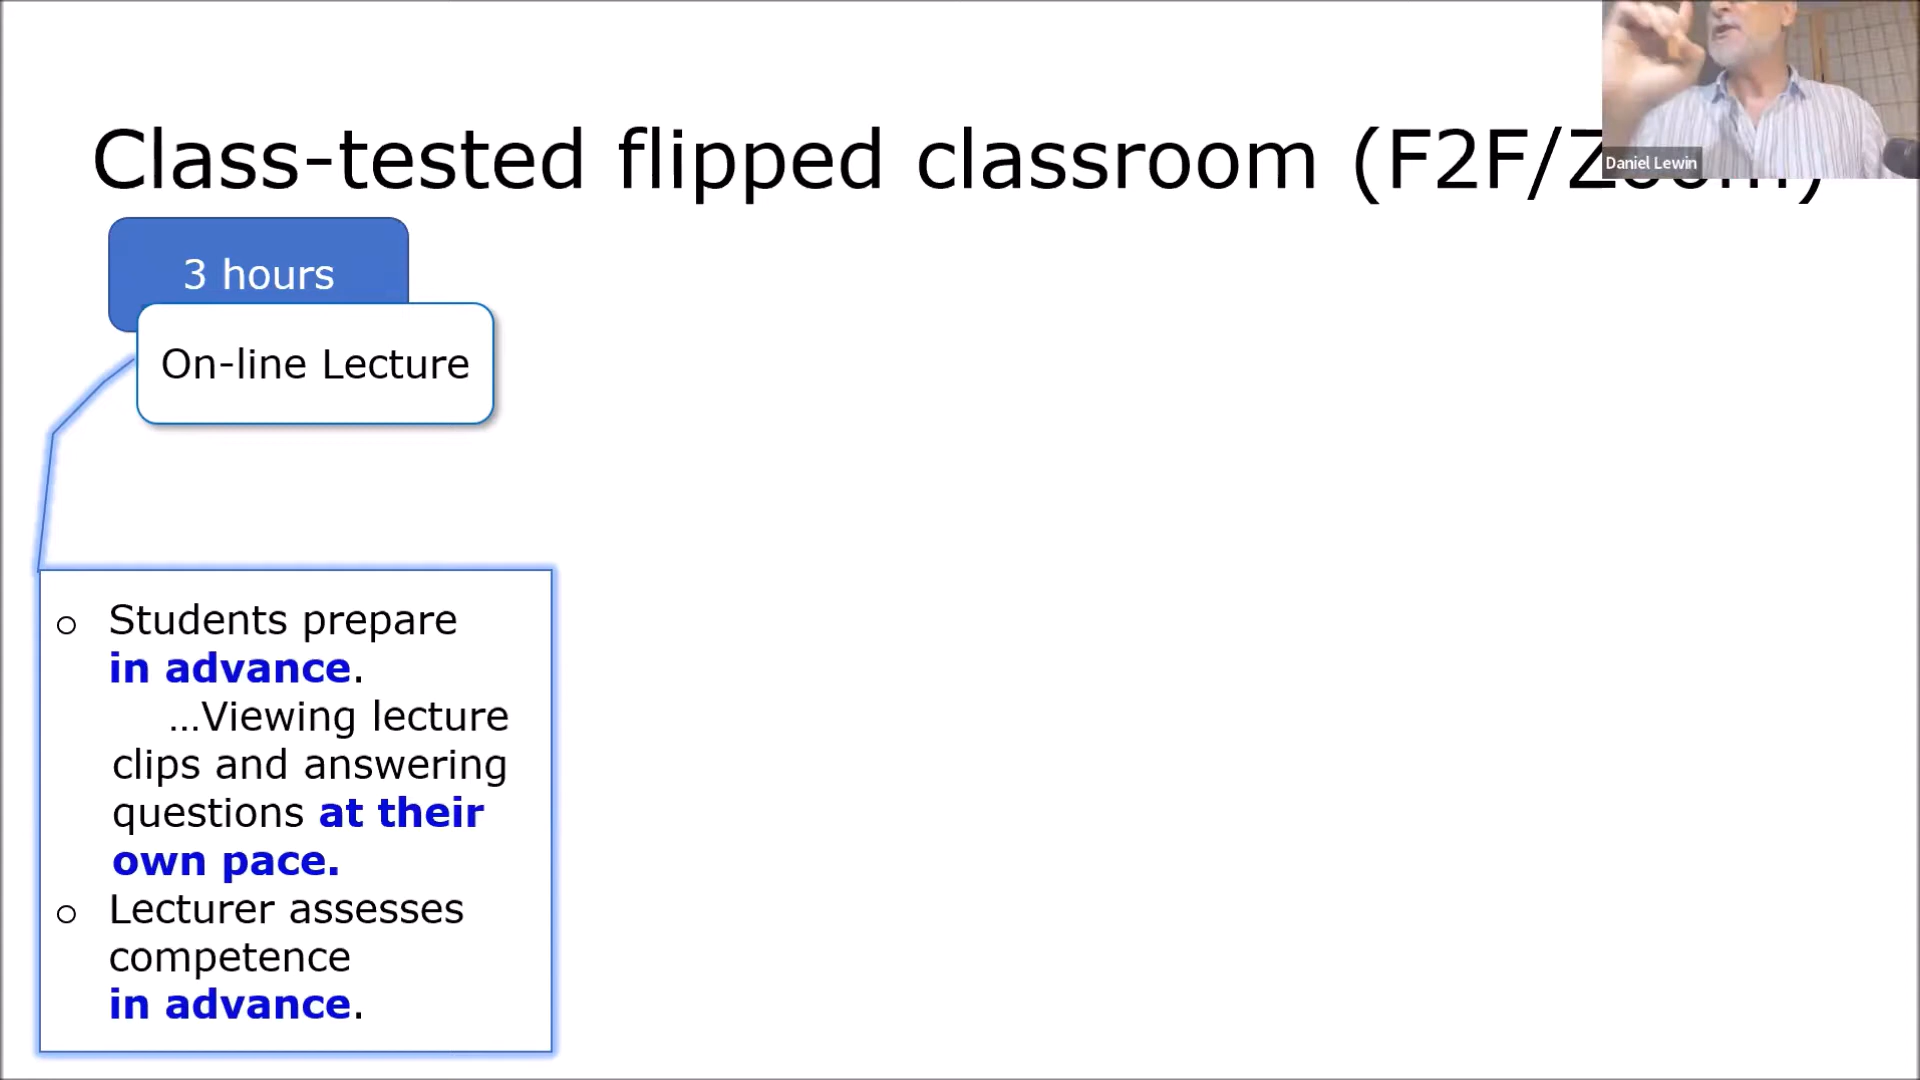 Class-tested flipped classroom (F2F/Zoom)
Daniel Lewin
3 hours
On-line Lecture
o Students prepare
in advance.
...Viewing lecture
clips and answering
questions at their
own pace.
o Lecturer assesses
competence
in advance.